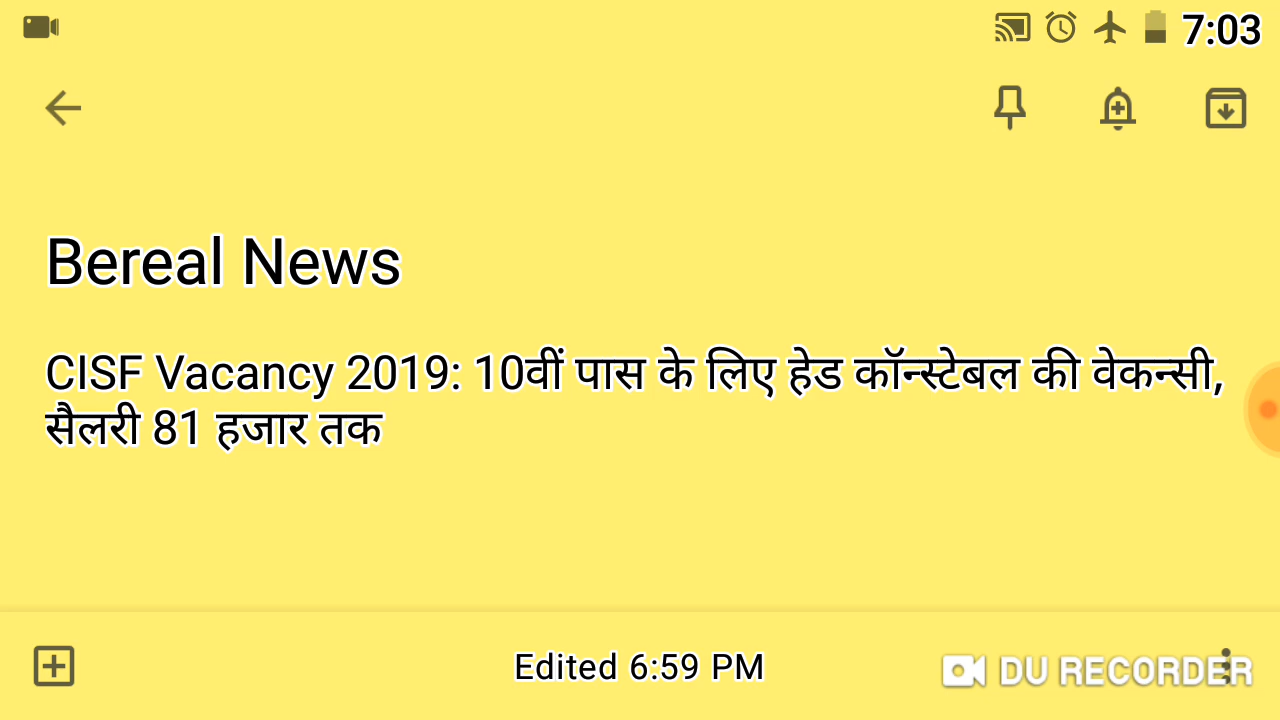 7:03
Bereal News
CISF Vacancy 2019: 10वीं पास के लिए हेड कॉन्स्टेबल की वेकन्सी,
सैलरी 81 हजार तक
Edited 6:59 PM
DU RECORDER